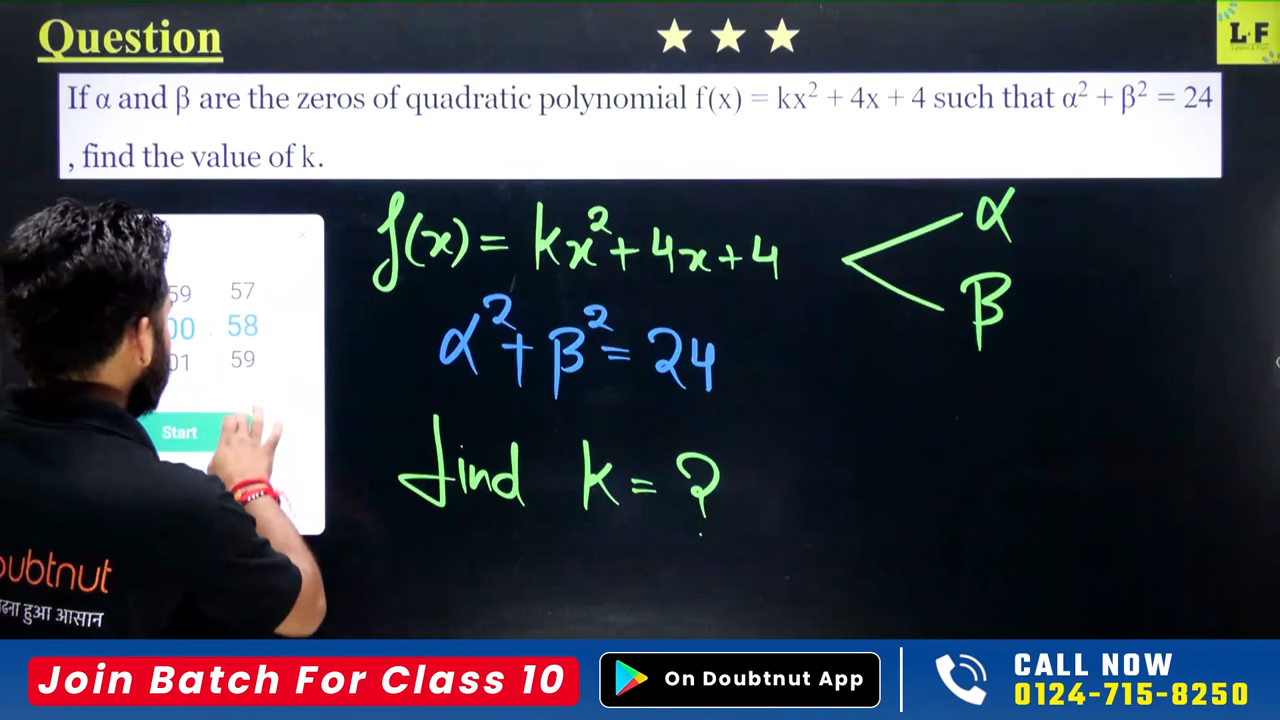 Question
L·F
If α and β are the zeros of quadratic polynomial f(x) = kx² + 4x + 4 such that α² + β² = 24
, find the value of k.
f(x) = kx² + 4x + 4
α
β
59 57
00 : 58
01 59
α² + β² = 24
Start
find k = ?
oubtnut
ढ़ना हुआ आसान
Join Batch For Class 10
On Doubtnut App
CALL NOW
0124-715-8250